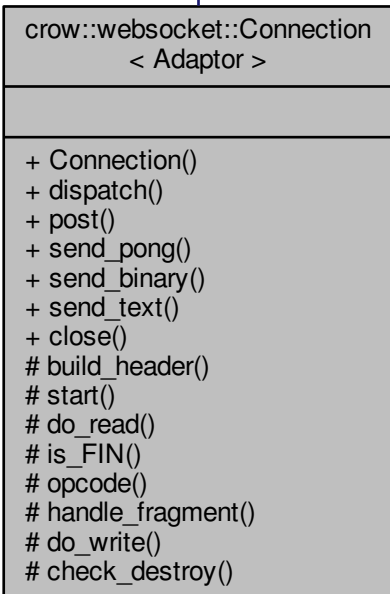 crow::websocket::Connection
< Adaptor >
+ Connection()
+ dispatch()
+ post()
+ send_pong()
+ send_binary()
+ send_text()
+ close()
# build_header()
# start()
# do_read()
# is_FIN()
# opcode()
# handle_fragment()
# do_write()
# check_destroy()